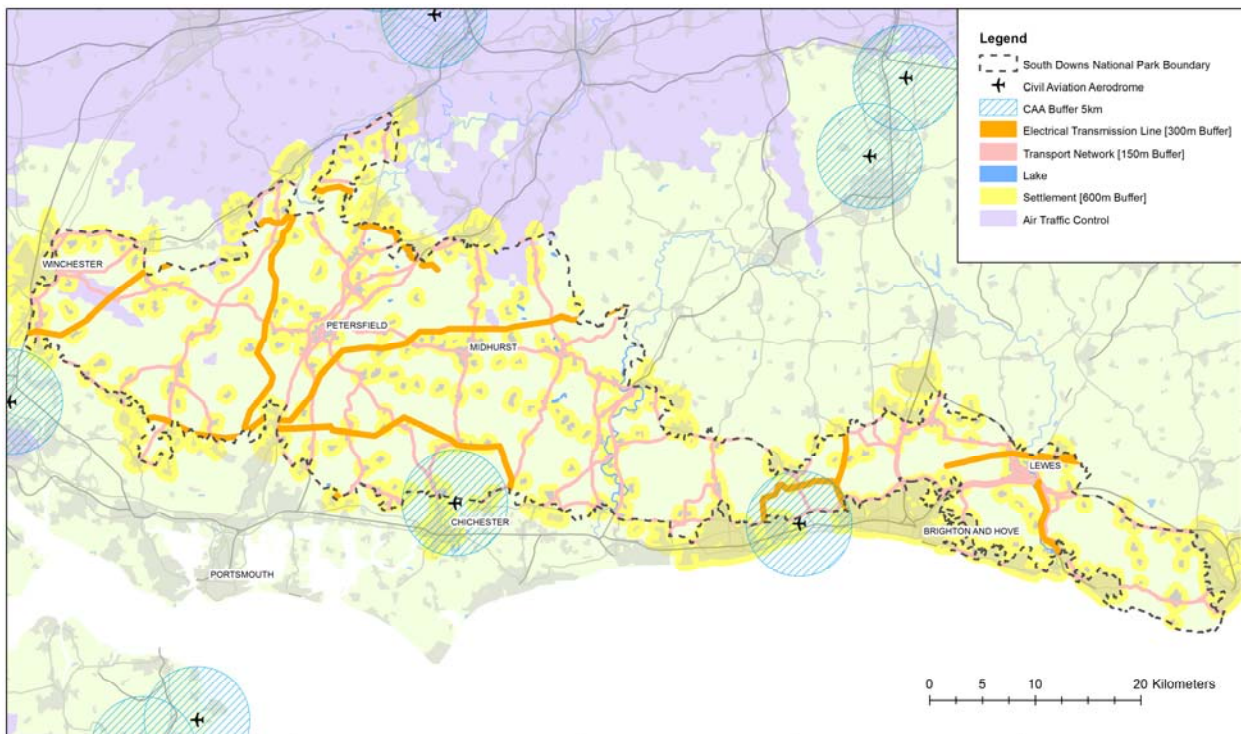 Legend
South Downs National Park Boundary
Civil Aviation Aerodrome
CAA Buffer 5km
Electrical Transmission Line [300m Buffer]
Transport Network [150m Buffer]
Lake
Settlement [600m Buffer]
Air Traffic Control
WINCHESTER
PETERSFIELD
MIDHURST
LEWES
CHICHESTER
BRIGHTON AND HOVE
PORTSMOUTH
0 5 10 20 Kilometers